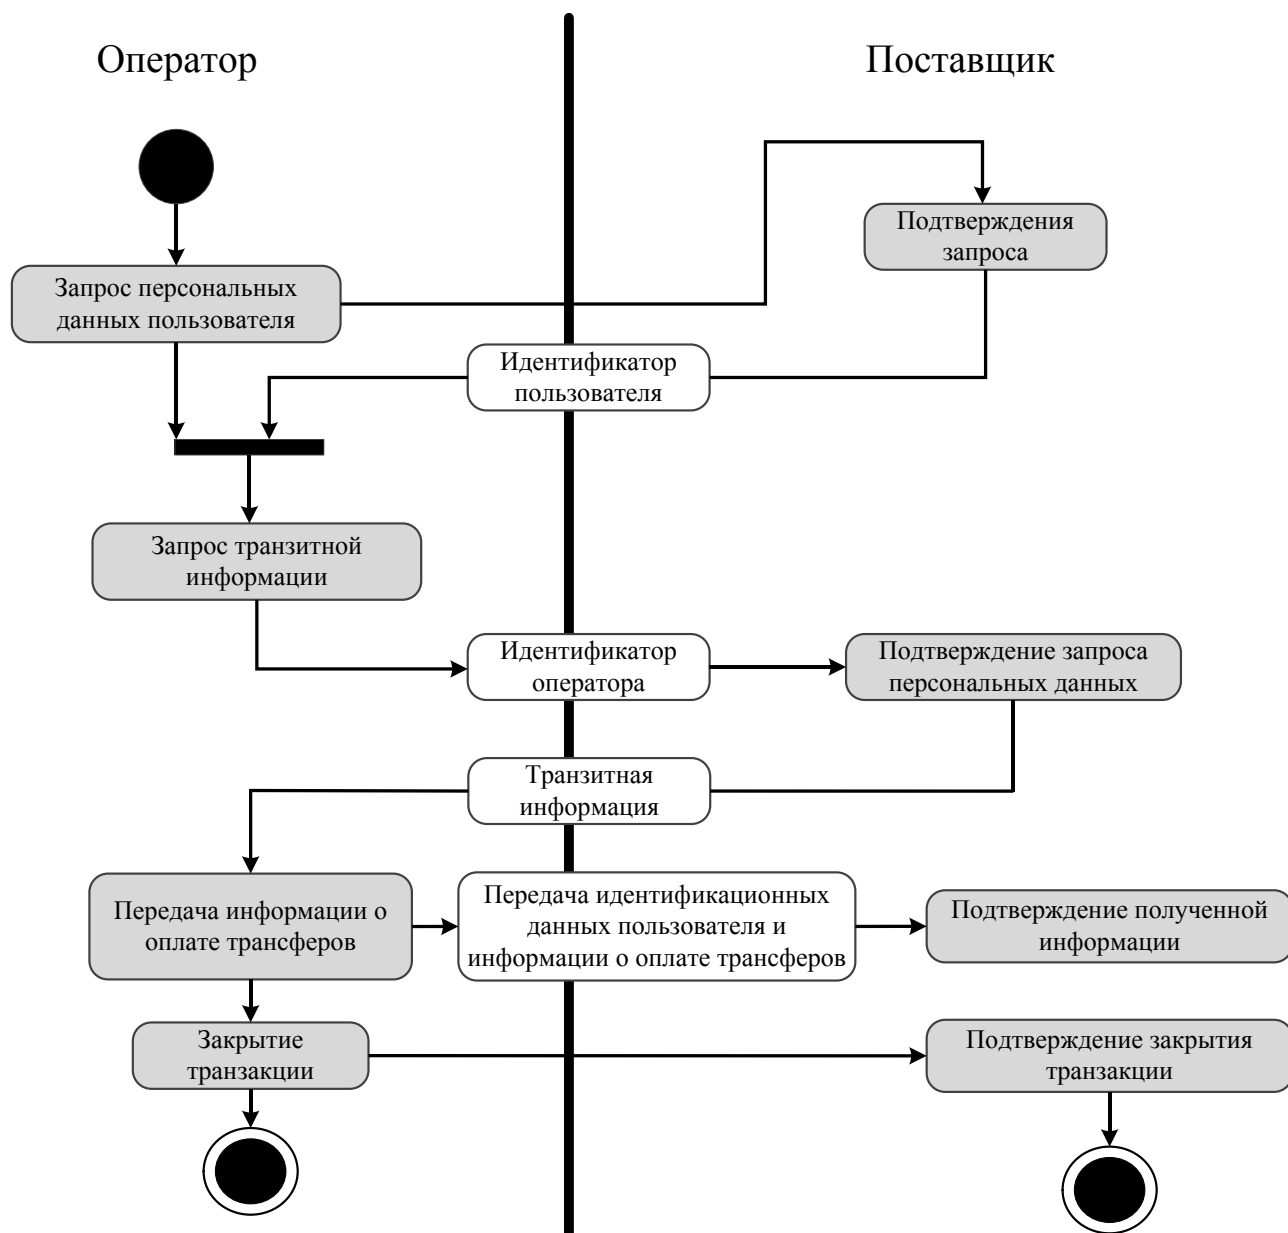 Оператор
Поставщик
Подтверждения
запроса
Запрос персональных
данных пользователя
Идентификатор
пользователя
Запрос транзитной
информации
Идентификатор
оператора
Подтверждение запроса
персональных данных
Транзитная
информация
Передача информации о
оплате трансферов
Передача идентификационных
данных пользователя и
информации о оплате трансферов
Подтверждение полученной
информации
Закрытие
транзакции
Подтверждение закрытия
транзакции